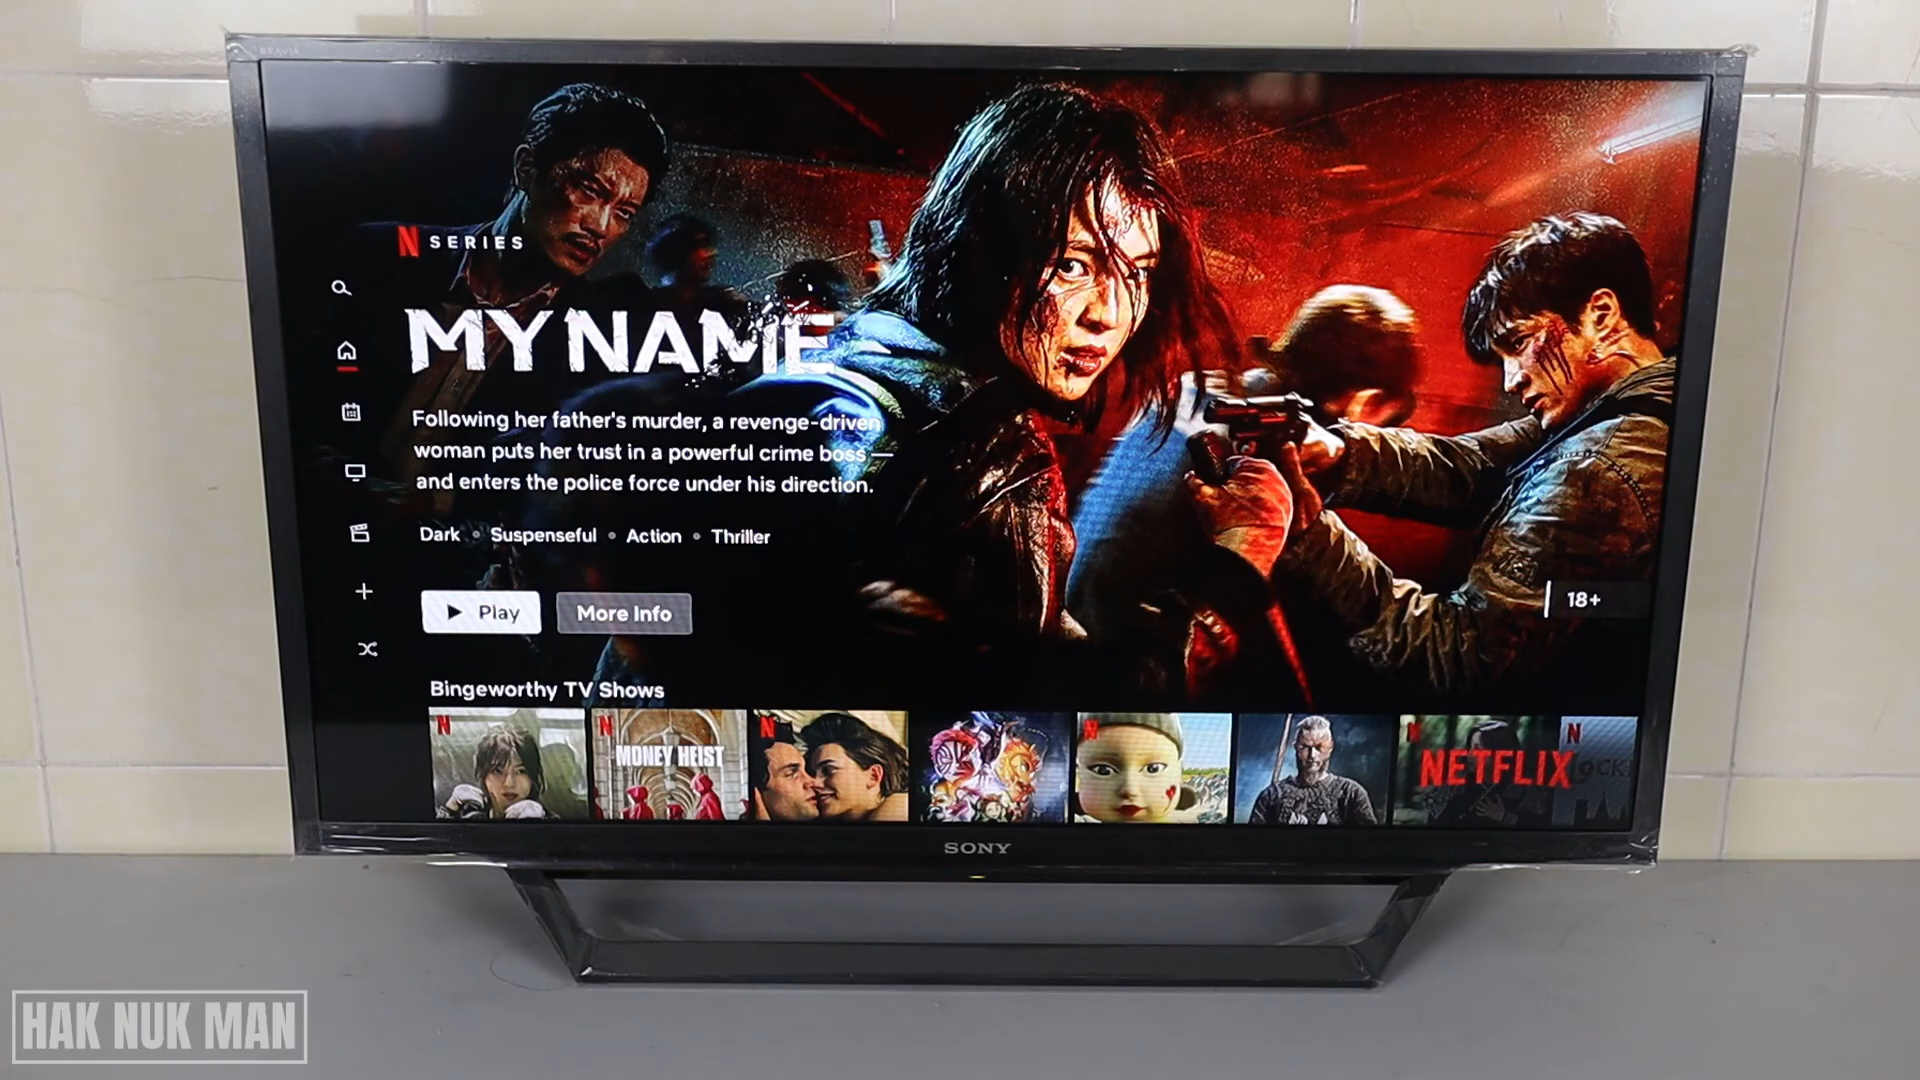 BRAVIA
N SERIES
MY NAME
Following her father's murder, a revenge-driven
woman puts her trust in a powerful crime boss —
and enters the police force under his direction.
Dark • Suspenseful • Action • Thriller
Play
More Info
18+
Bingeworthy TV Shows
N
N
MONEY HEIST
N
N
N
NETFLIX
N
SONY
HAK NUK MAN